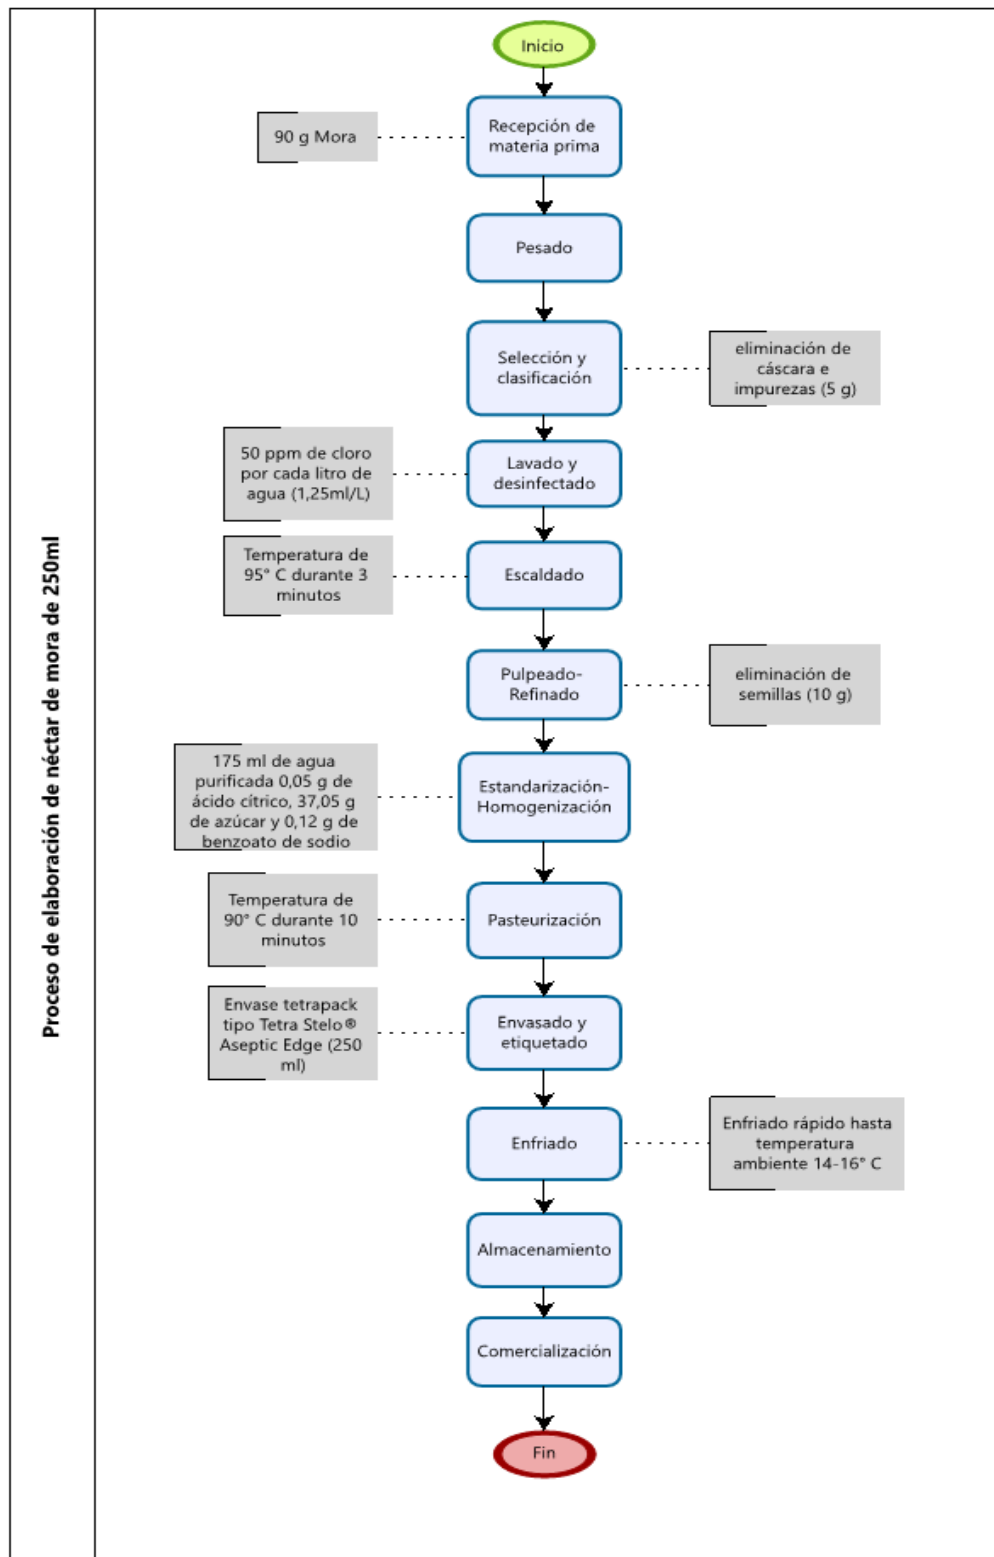 Proceso de elaboración de néctar de mora de 250ml
Inicio
90 g Mora
Recepción de
materia prima
Pesado
Selección y
clasificación
eliminación de
cáscara e
impurezas (5 g)
50 ppm de cloro
por cada litro de
agua (1,25ml/L)
Lavado y
desinfectado
Temperatura de
95° C durante 3
minutos
Escaldado
Pulpeado-
Refinado
eliminación de
semillas (10 g)
175 ml de agua
purificada 0,05 g de
ácido cítrico, 37,05 g
de azúcar y 0,12 g de
benzoato de sodio
Estandarización-
Homogenización
Temperatura de
90° C durante 10
minutos
Pasteurización
Envase tetrapack
tipo Tetra Stelo®
Aseptic Edge (250
ml)
Envasado y
etiquetado
Enfriado
Enfriado rápido hasta
temperatura
ambiente 14-16° C
Almacenamiento
Comercialización
Fin